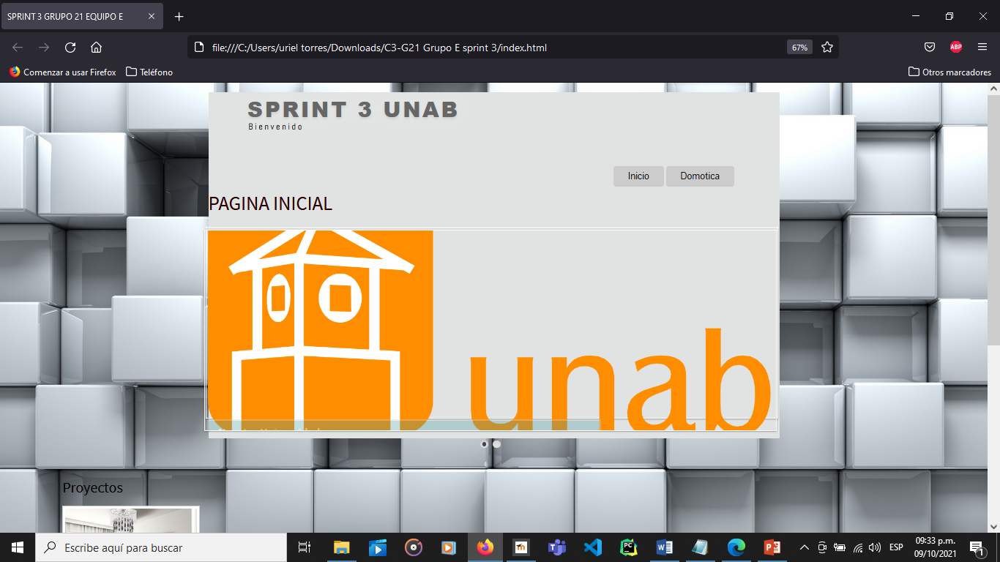 SPRINT 3 GRUPO 21 EQUIPO E
file:///C:/Users/uriel torres/Downloads/C3-G21 Grupo E sprint 3/index.html
67%
ABP
Comenzar a usar Firefox
Teléfono
Otros marcadores
SPRINT 3 UNAB
Bienvenido
Inicio
Domotica
PAGINA INICIAL
unab
Proyectos
Escribe aquí para buscar
ESP
09:33 p.m.
09/10/2021
1